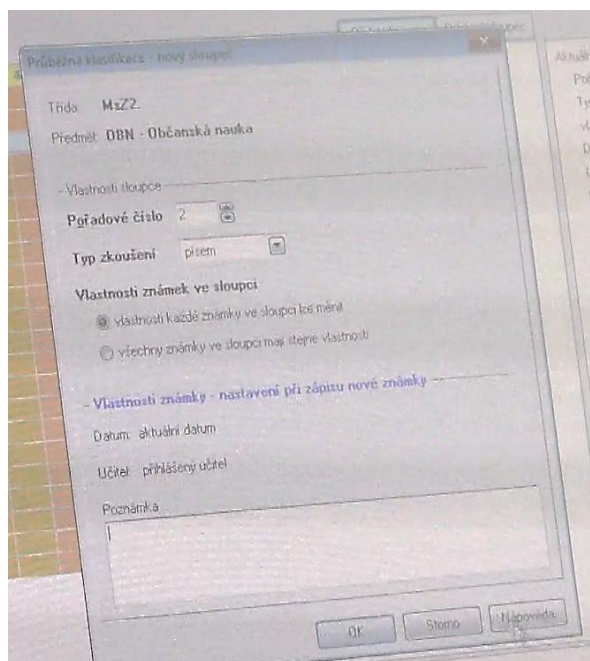 Průběžná klasifikace - nový sloupec
Třída: MsZ2.
Předmět: OBN - Občanská nauka
Vlastnosti sloupce
Pořadové číslo 2
Typ zkoušení písem
Vlastnosti známek ve sloupci
vlastnosti každé známky ve sloupci lze měnit
všechny známky ve sloupci mají stejné vlastnosti
Vlastnosti známky - nastavení při zápisu nové známky
Datum: aktuální datum
Učitel: přihlášený učitel
Poznámka
OK Storno Nápověda